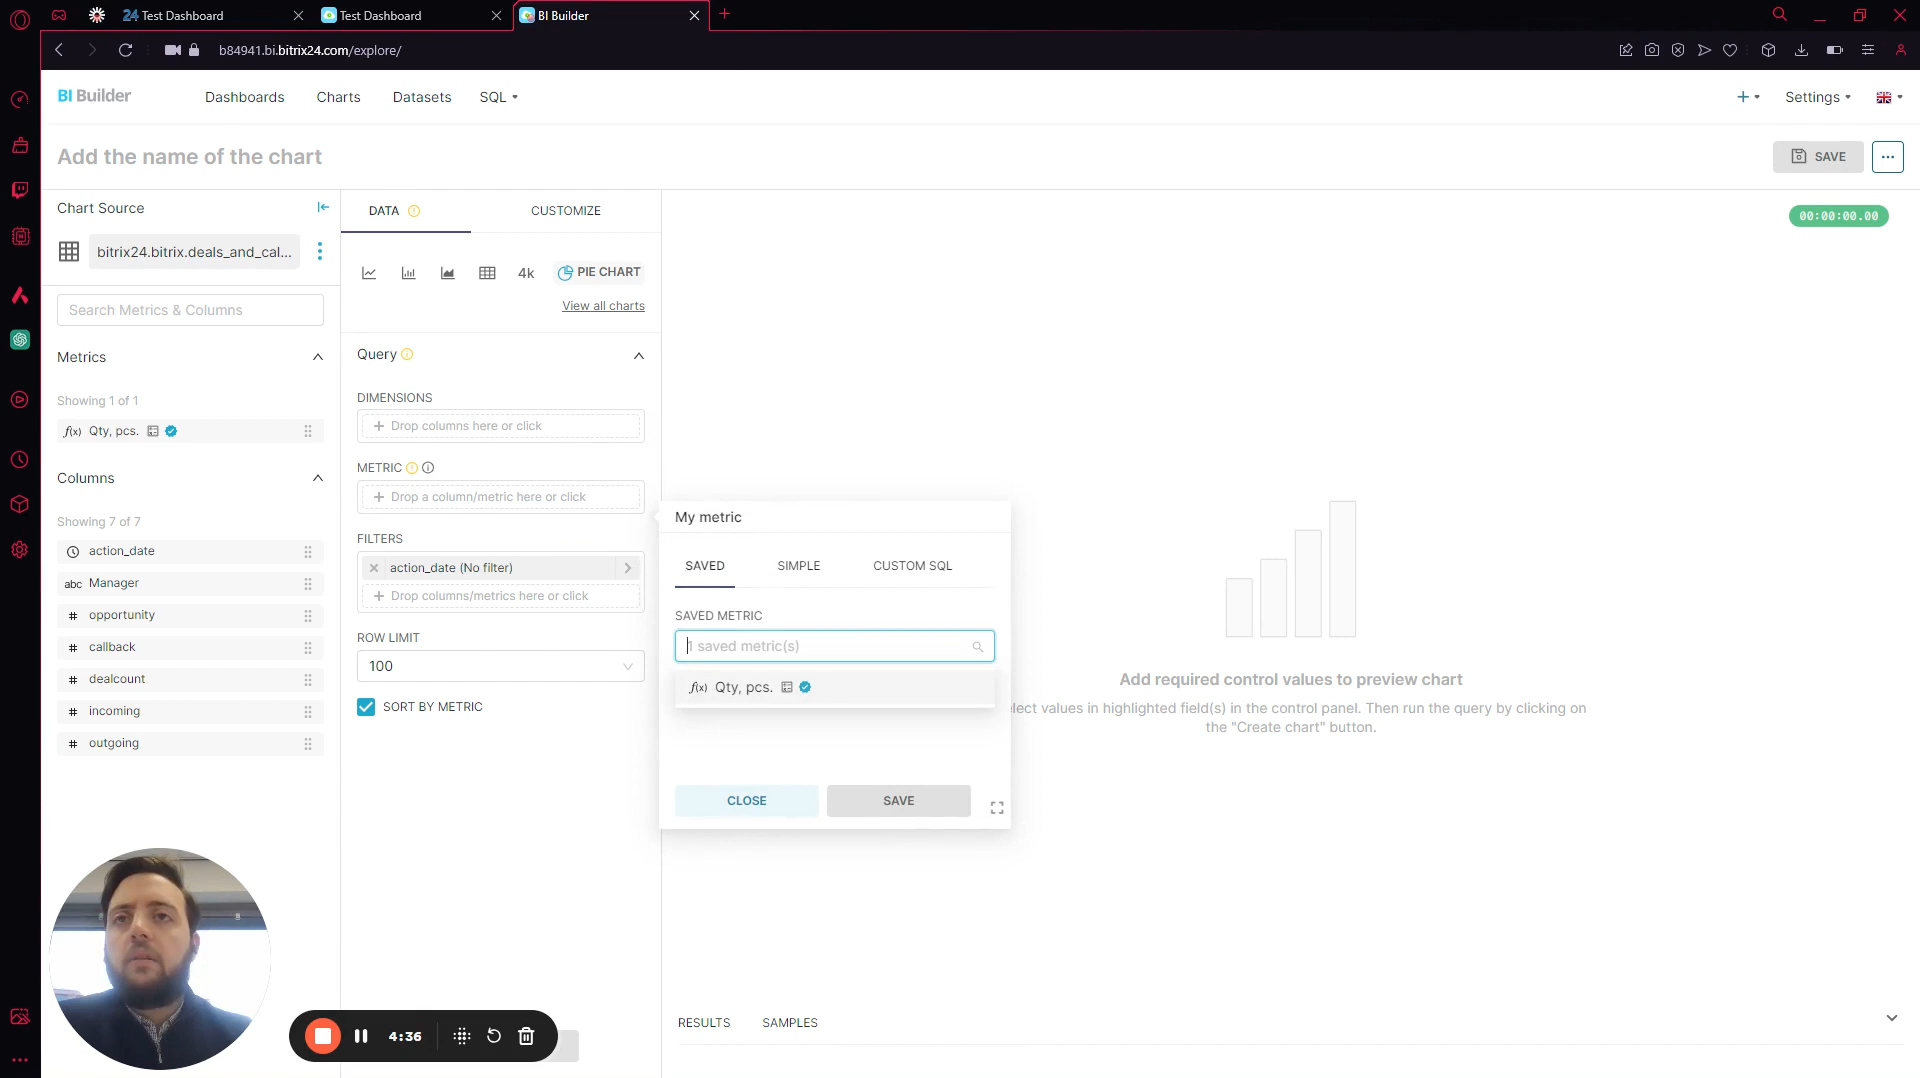 24 Test Dashboard
Test Dashboard
BI Builder
b84941.bi.bitrix24.com/explore/
BI Builder
Dashboards
Charts
Datasets
SQL
Settings
Add the name of the chart
SAVE
Chart Source
bitrix24.bitrix.deals_and_cal...
Search Metrics & Columns
Metrics
Showing 1 of 1
f(x) Qty, pcs.
Columns
Showing 7 of 7
action_date
abc Manager
# opportunity
# callback
# dealcount
# incoming
# outgoing
DATA
CUSTOMIZE
4k
PIE CHART
View all charts
Query
DIMENSIONS
+ Drop columns here or click
METRIC
+ Drop a column/metric here or click
FILTERS
action_date (No filter)
+ Drop columns/metrics here or click
ROW LIMIT
100
SORT BY METRIC
My metric
SAVED
SIMPLE
CUSTOM SQL
SAVED METRIC
1 saved metric(s)
f(x) Qty, pcs.
CLOSE
SAVE
00:00:00.00
Add required control values to preview chart
lect values in highlighted field(s) in the control panel. Then run the query by clicking on
the "Create chart" button.
RESULTS
SAMPLES
4:36